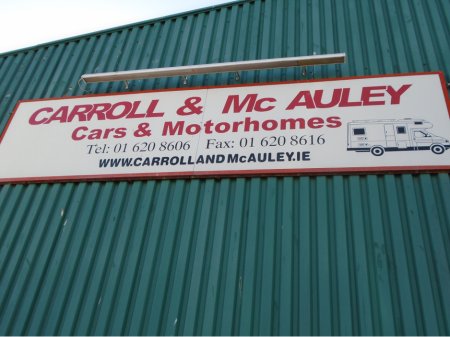 CARROLL & Mc AULEY
Cars & Motorhomes
Tel: 01 620 8606 Fax: 01 620 8616
WWW.CARROLLANDMCAULEY.IE